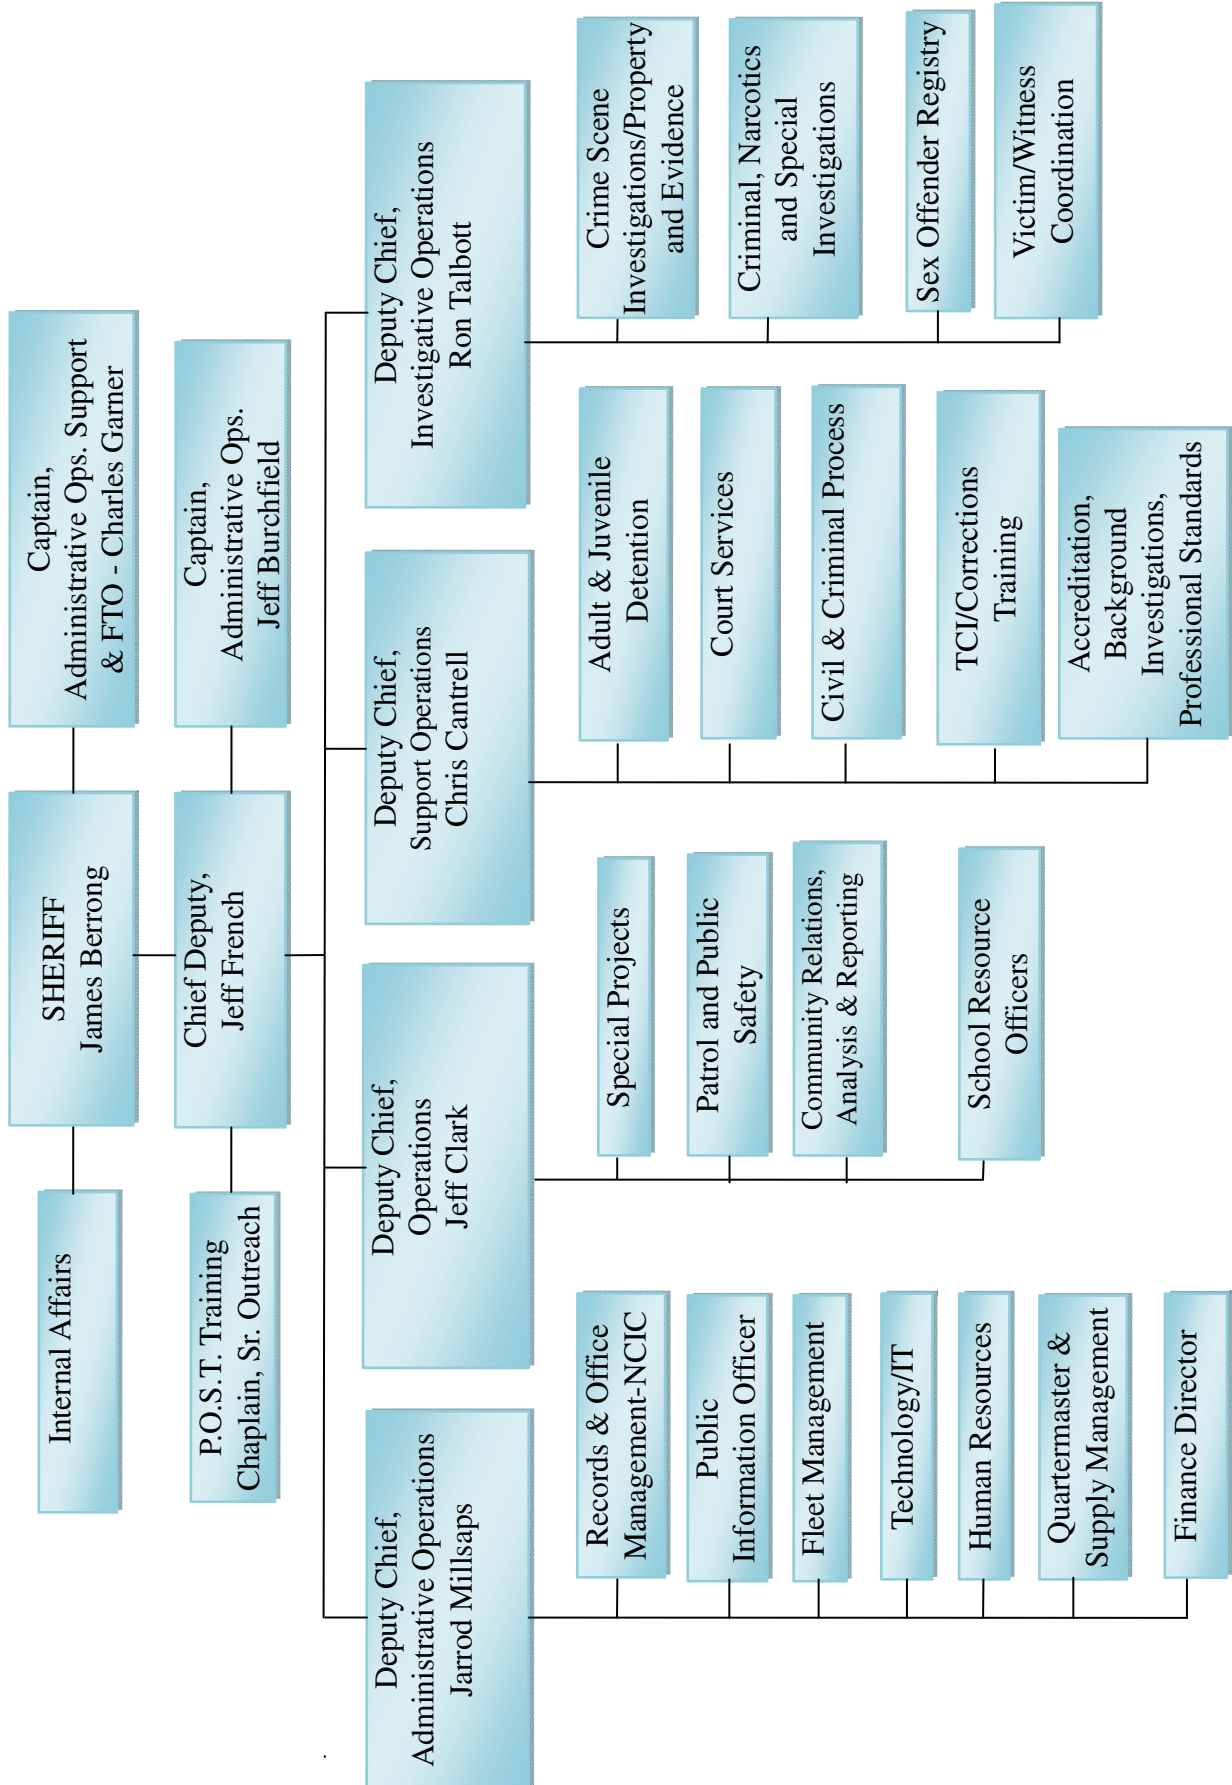 Internal Affairs
SHERIFF
James Berrong
Captain,
Administrative Ops. Support
& FTO - Charles Garner
P.O.S.T. Training
Chaplain, Sr. Outreach
Chief Deputy,
Jeff French
Captain,
Administrative Ops.
Jeff Burchfield
Deputy Chief,
Administrative Operations
Jarrod Millsaps
Deputy Chief,
Operations
Jeff Clark
Deputy Chief,
Support Operations
Chris Cantrell
Deputy Chief,
Investigative Operations
Ron Talbott
Records & Office
Management-NCIC
Public
Information Officer
Fleet Management
Technology/IT
Human Resources
Quartermaster &
Supply Management
Finance Director
Special Projects
Patrol and Public
Safety
Community Relations,
Analysis & Reporting
School Resource
Officers
Adult & Juvenile
Detention
Court Services
Civil & Criminal Process
TCI/Corrections
Training
Accreditation,
Background
Investigations,
Professional Standards
Crime Scene
Investigations/Property
and Evidence
Criminal, Narcotics
and Special
Investigations
Sex Offender Registry
Victim/Witness
Coordination